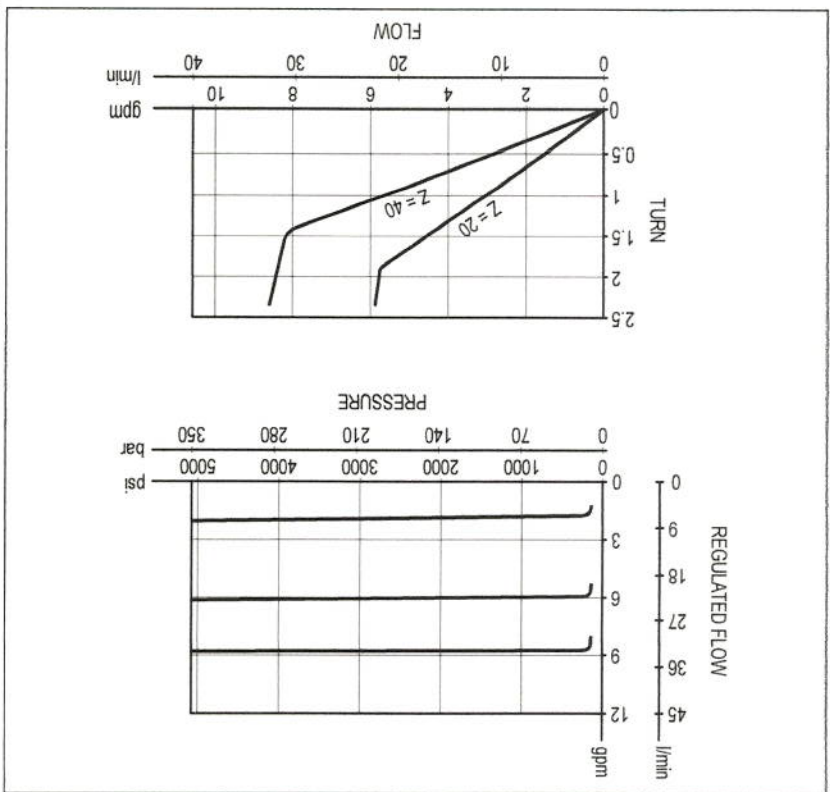 l/min gpm
45 12
36 9
27
18 6
9 3
0 0
REGULATED FLOW
0 1000 2000 3000 4000 5000 psi
0 70 140 210 280 350 bar
PRESSURE
2.5
2
1.5
1
0.5
0
TURN
Z = 20
Z = 40
0 2 4 6 8 10 gpm
0 10 20 30 40 l/min
FLOW